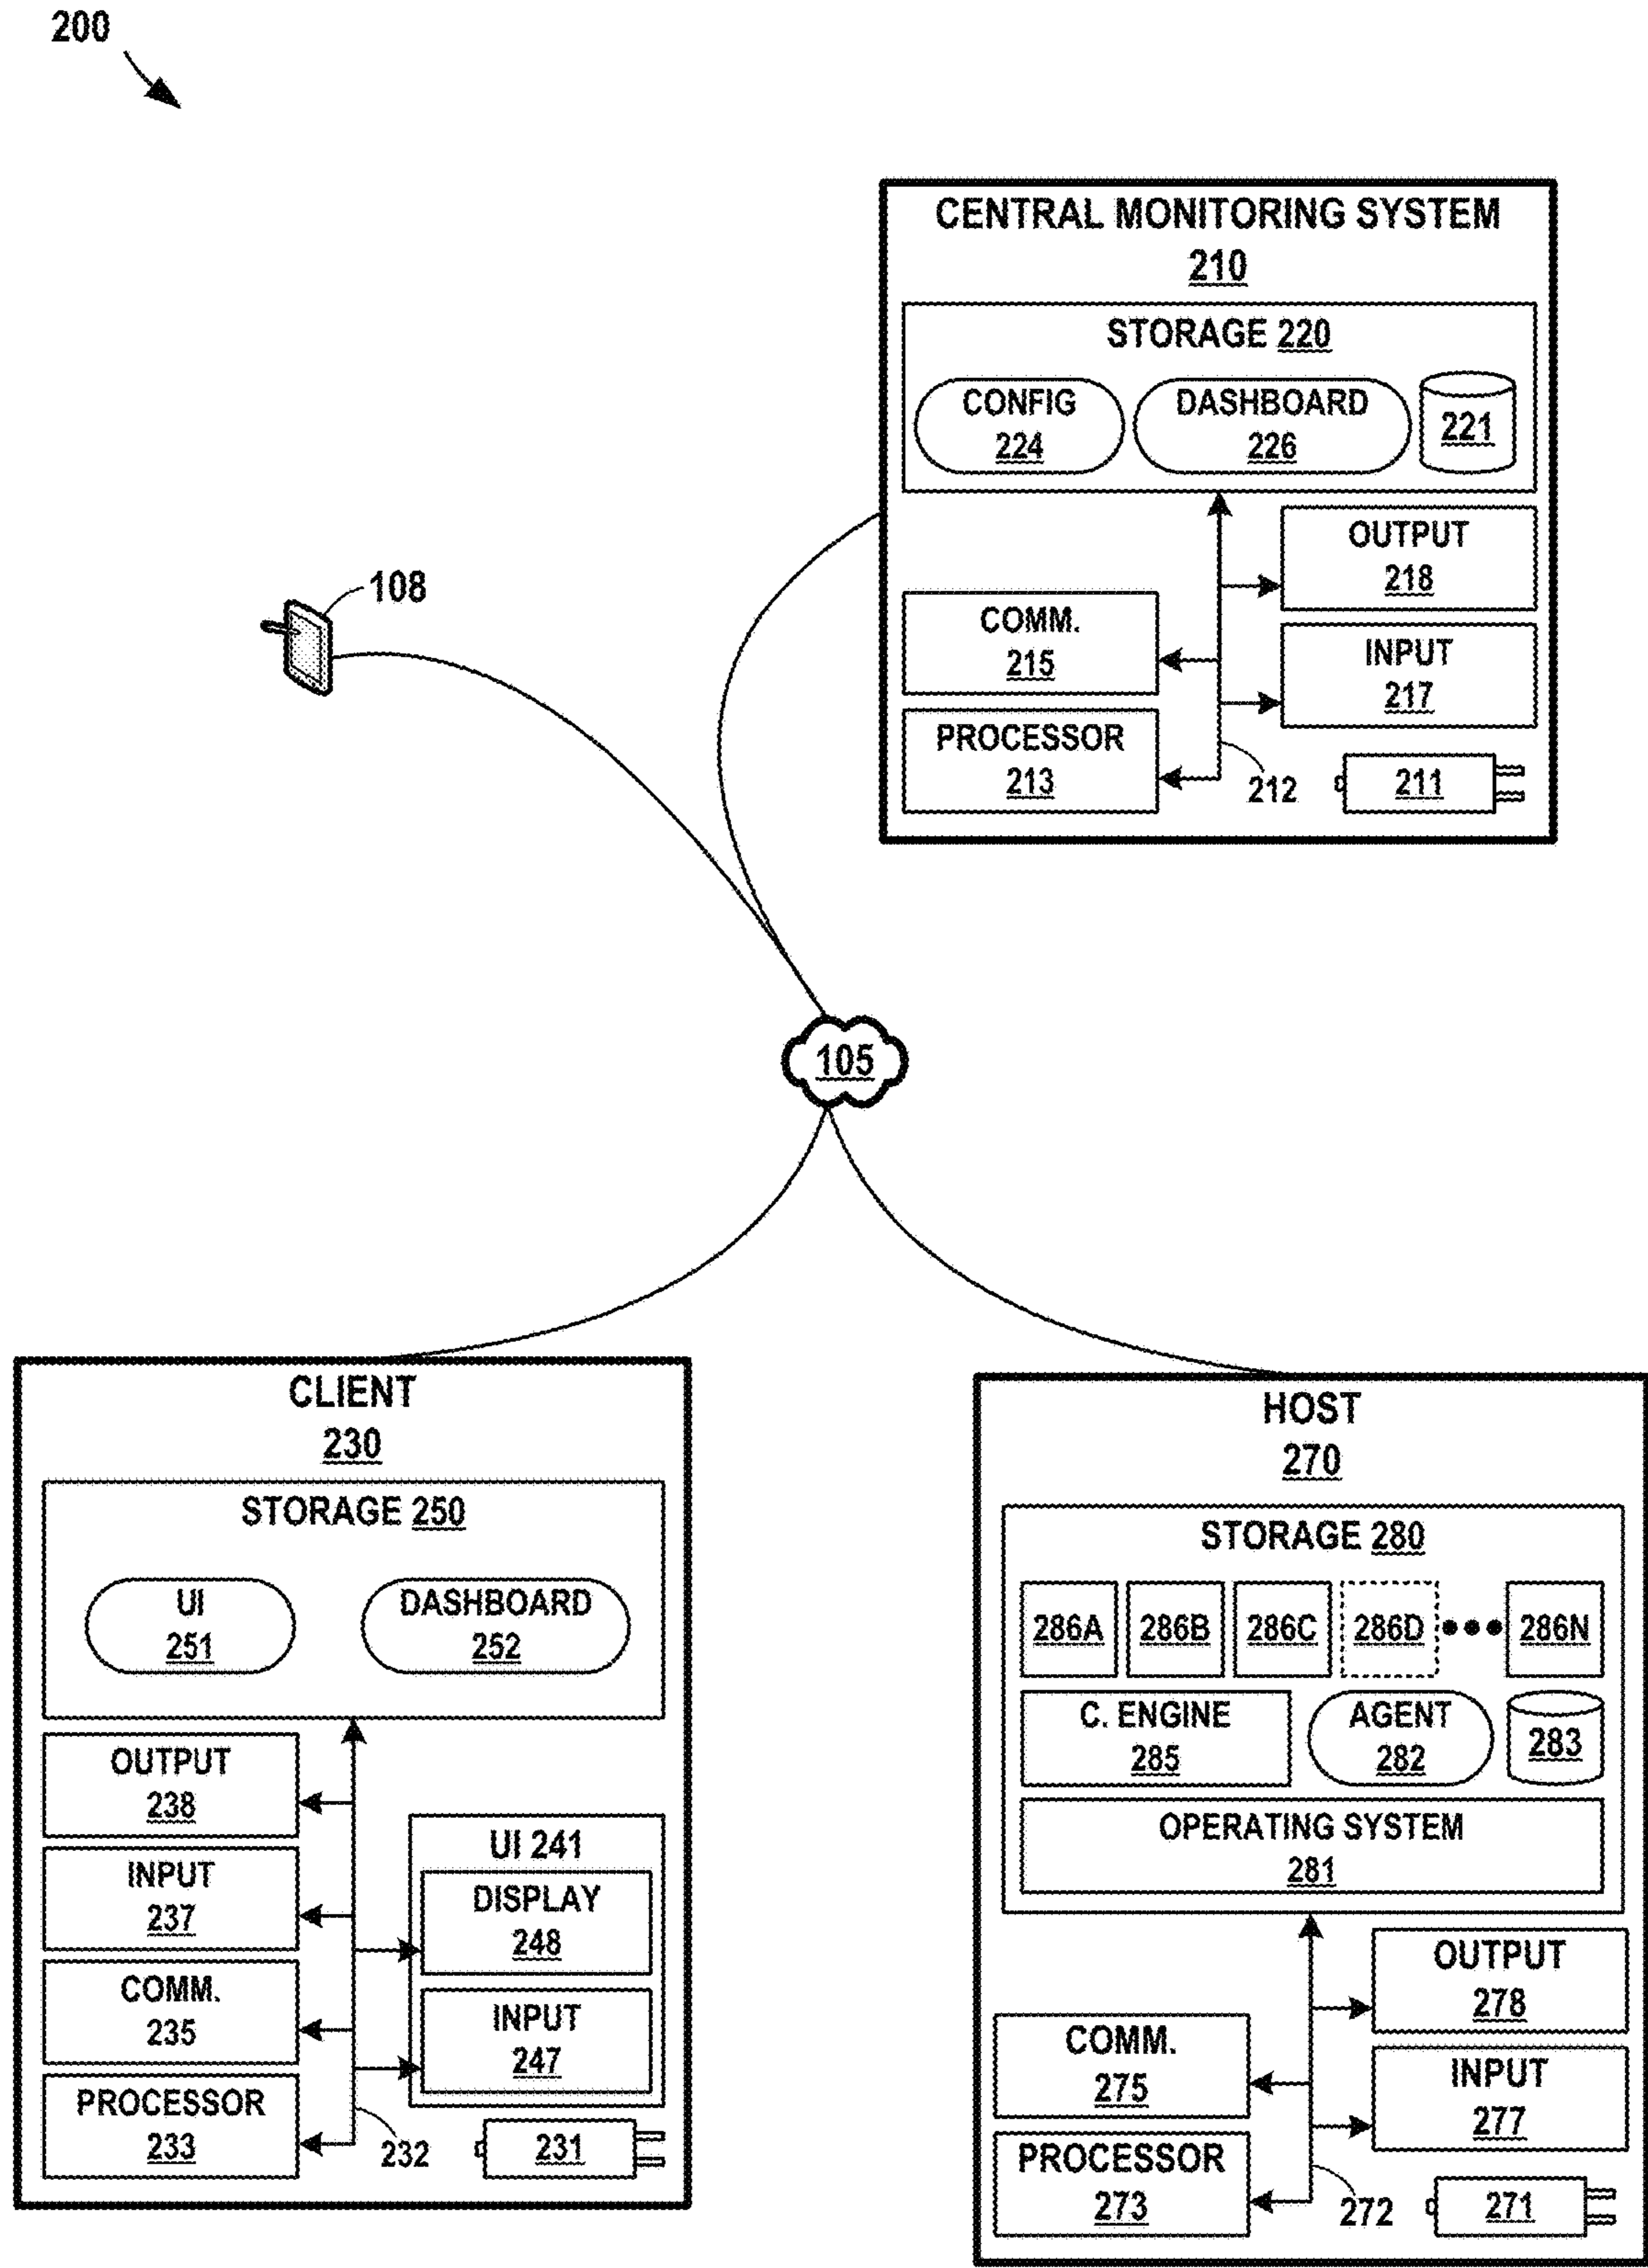 200
CENTRAL MONITORING SYSTEM
210
STORAGE 220
CONFIG
224
DASHBOARD
226
221
OUTPUT
218
COMM.
215
INPUT
217
PROCESSOR
213
212
211
108
105
CLIENT
230
STORAGE 250
UI
251
DASHBOARD
252
OUTPUT
238
INPUT
237
COMM.
235
PROCESSOR
233
UI 241
DISPLAY
248
INPUT
247
232
231
HOST
270
STORAGE 280
286A 286B 286C 286D ●●● 286N
C. ENGINE
285
AGENT
282
283
OPERATING SYSTEM
281
OUTPUT
278
COMM.
275
INPUT
277
PROCESSOR
273
272
271